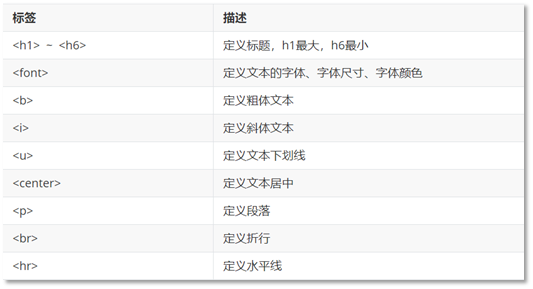 标签 描述
<h1> ~ <h6> 定义标题，h1最大，h6最小
<font> 定义文本的字体、字体尺寸、字体颜色
<b> 定义粗体文本
<i> 定义斜体文本
<u> 定义文本下划线
<center> 定义文本居中
<p> 定义段落
<br> 定义折行
<hr> 定义水平线